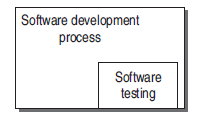 Software development
process
Software
testing